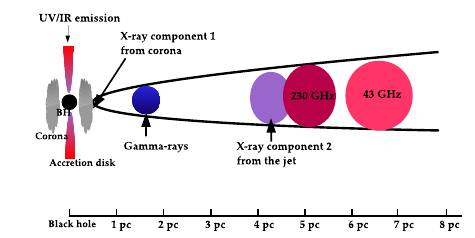 UV/IR emission
X-ray component 1
from corona
BH
230 GHz
43 GHz
Corona
Accretion disk
Gamma-rays
X-ray component 2
from the jet
Black hole
1 pc
2 pc
3 pc
4 pc
5 pc
6 pc
7 pc
8 pc